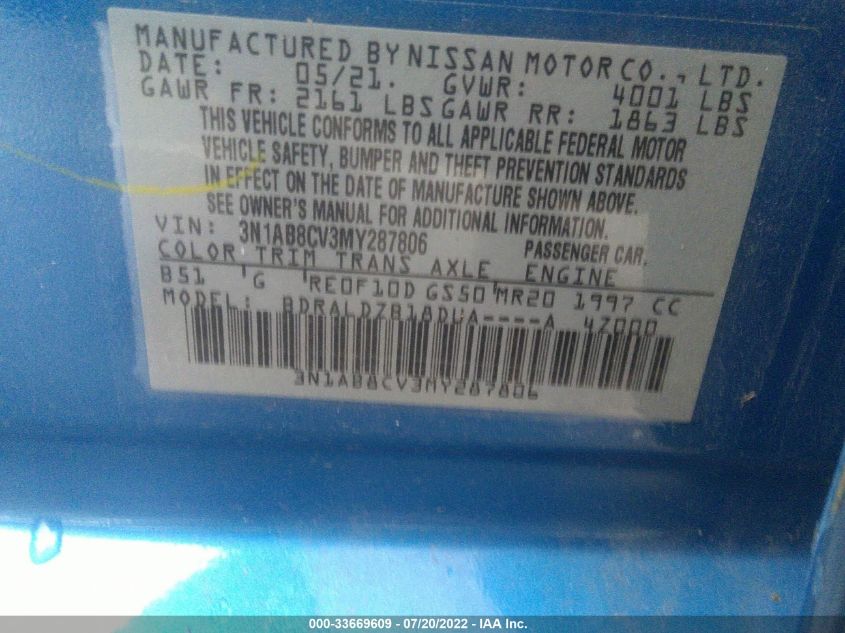 MANUFACTURED BY NISSAN MOTOR CO., LTD.
DATE: 05/21. GVWR: 4001 LBS
GAWR FR: 2161 LBS GAWR RR: 1863 LBS
THIS VEHICLE CONFORMS TO ALL APPLICABLE FEDERAL MOTOR
VEHICLE SAFETY, BUMPER AND THEFT PREVENTION STANDARDS
IN EFFECT ON THE DATE OF MANUFACTURE SHOWN ABOVE.
SEE OWNER'S MANUAL FOR ADDITIONAL INFORMATION.
VIN: 3N1AB8CV3MY287806 PASSENGER CAR.
COLOR TRIM TRANS AXLE ENGINE
B51 G RE0F10D GS50 MR20 1997 CC
MODEL: BDRALDZB18DUA----A 4Z000
3N1AB8CV3MY287806
000-33669609 - 07/20/2022 - IAA Inc.